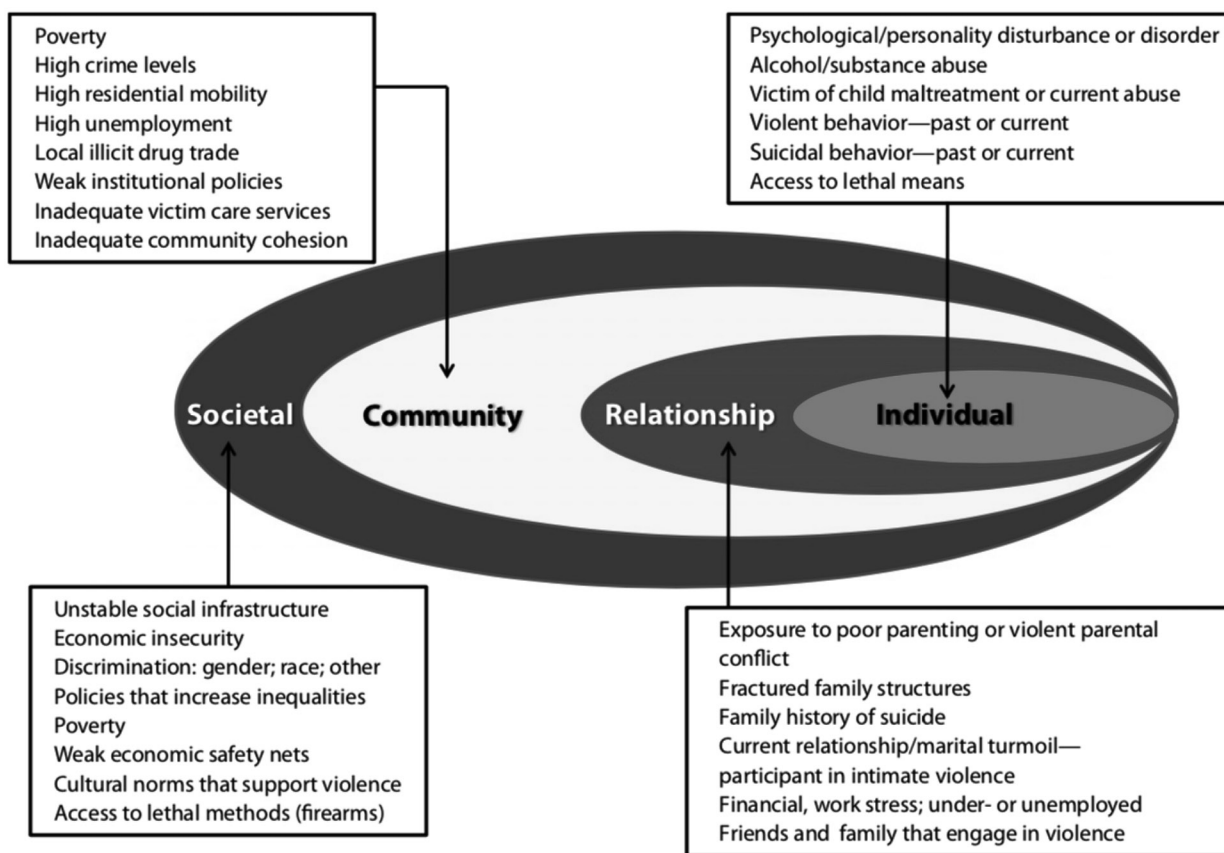 Poverty
High crime levels
High residential mobility
High unemployment
Local illicit drug trade
Weak institutional policies
Inadequate victim care services
Inadequate community cohesion
Psychological/personality disturbance or disorder
Alcohol/substance abuse
Victim of child maltreatment or current abuse
Violent behavior—past or current
Suicidal behavior—past or current
Access to lethal means
Societal
Community
Relationship
Individual
Unstable social infrastructure
Economic insecurity
Discrimination: gender; race; other
Policies that increase inequalities
Poverty
Weak economic safety nets
Cultural norms that support violence
Access to lethal methods (firearms)
Exposure to poor parenting or violent parental
conflict
Fractured family structures
Family history of suicide
Current relationship/marital turmoil—
participant in intimate violence
Financial, work stress; under- or unemployed
Friends and family that engage in violence